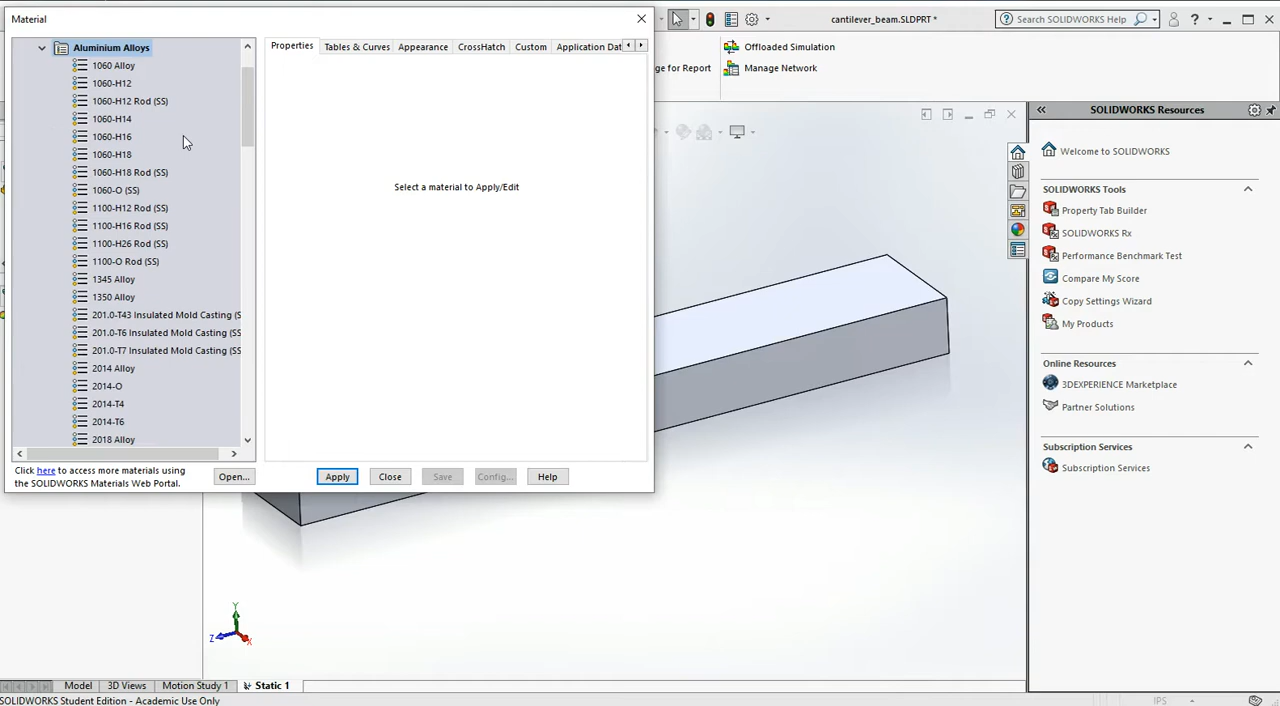 Material
Aluminium Alloys
1060 Alloy
1060-H12
1060-H12 Rod (SS)
1060-H14
1060-H16
1060-H18
1060-H18 Rod (SS)
1060-O (SS)
1100-H12 Rod (SS)
1100-H16 Rod (SS)
1100-H26 Rod (SS)
1100-O Rod (SS)
1345 Alloy
1350 Alloy
201.0-T43 Insulated Mold Casting (S
201.0-T6 Insulated Mold Casting (SS
201.0-T7 Insulated Mold Casting (SS
2014 Alloy
2014-O
2014-T4
2014-T6
2018 Alloy
Click here to access more materials using
the SOLIDWORKS Materials Web Portal.
Open...
Properties Tables & Curves Appearance CrossHatch Custom Application Dat
Select a material to Apply/Edit
Apply Close Save Config... Help
cantilever_beam.SLDPRT *
Search SOLIDWORKS Help
?
Offloaded Simulation
ge for Report
Manage Network
SOLIDWORKS Resources
Welcome to SOLIDWORKS
SOLIDWORKS Tools
Property Tab Builder
SOLIDWORKS Rx
Performance Benchmark Test
Compare My Score
Copy Settings Wizard
My Products
Online Resources
3DEXPERIENCE Marketplace
Partner Solutions
Subscription Services
Subscription Services
Y
Z
X
Model 3D Views Motion Study 1 Static 1
SOLIDWORKS Student Edition - Academic Use Only
IPS